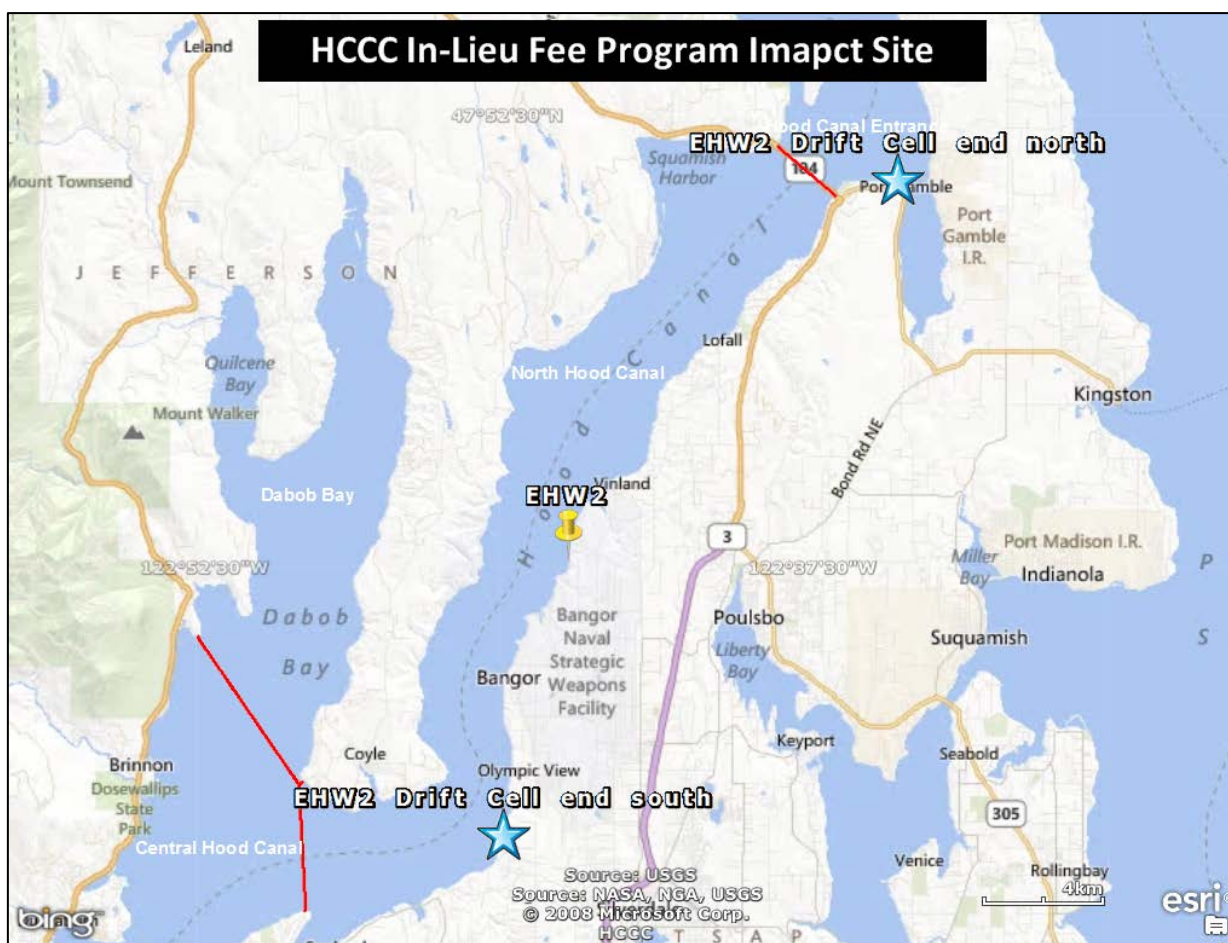 HCCC In-Lieu Fee Program Imapct Site
Leland
47°52'30"N
Hood Canal Entrance
EHW2 Drift Cell end north
Squamish
Harbor
104
Port Gamble
Mount Townsend
Port
Gamble
I.R.
JEFFERSON
Lofall
Quilcene
Bay
North Hood Canal
Kingston
Mount Walker
Hood Canal
Bond Rd NE
Vinland
Dabob Bay
EHW2
3
Port Madison I.R.
122°52'30"W
122°37'30"W
Miller
Bay
Indianola
P
Dabob
Bay
Bangor
Naval
Strategic
Weapons
Facility
Poulsbo
Suquamish
Liberty
Bay
S
Bangor
Keyport
Coyle
Seabold
Brinnon
Olympic View
Dosewallips
State
Park
EHW2 Drift Cell end south
305
Central Hood Canal
Venice
Rollingbay
Source: USGS
Source: NASA, NGA, USGS
© 2008 Microsoft Corp.
HCCC
Silverdale
4km
bing
esri
T S A P